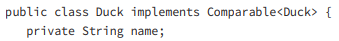 public class Duck implements Comparable<Duck> {
   private String name;